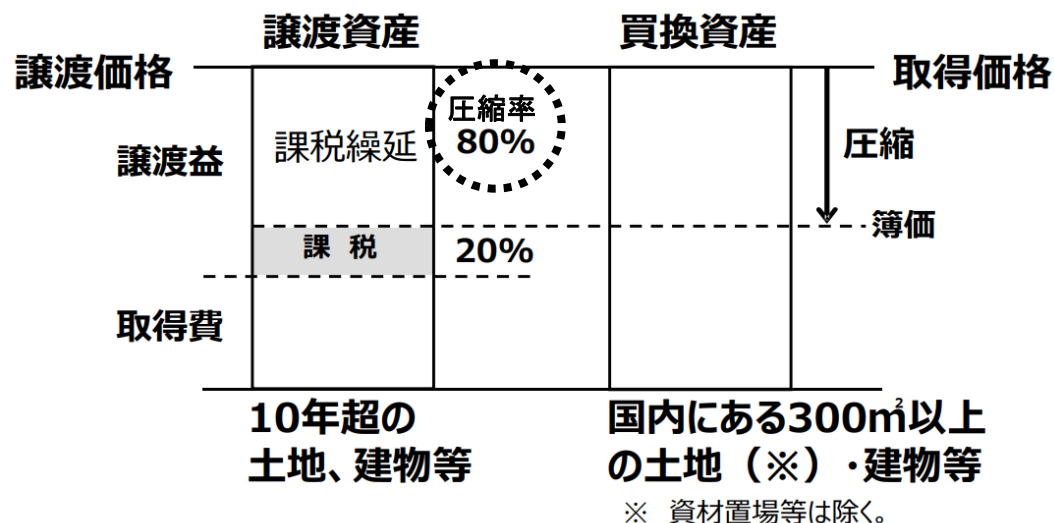 譲渡資産
買換資産
譲渡価格
取得価格
圧縮率
80%
課税繰延
譲渡益
圧縮
簿価
課 税
20%
取得費
10年超の
土地、建物等
国内にある300㎡以上
の土地（※）・建物等
※ 資材置場等は除く。